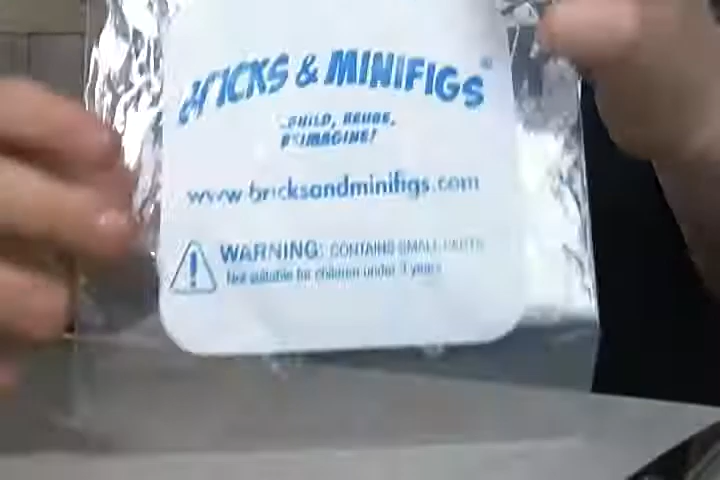 BRICKS & MINIFIGS®
BUILD, REUSE,
REIMAGINE!
www.bricksandminifigs.com
WARNING: CONTAINS SMALL PARTS
Not suitable for children under 3 years